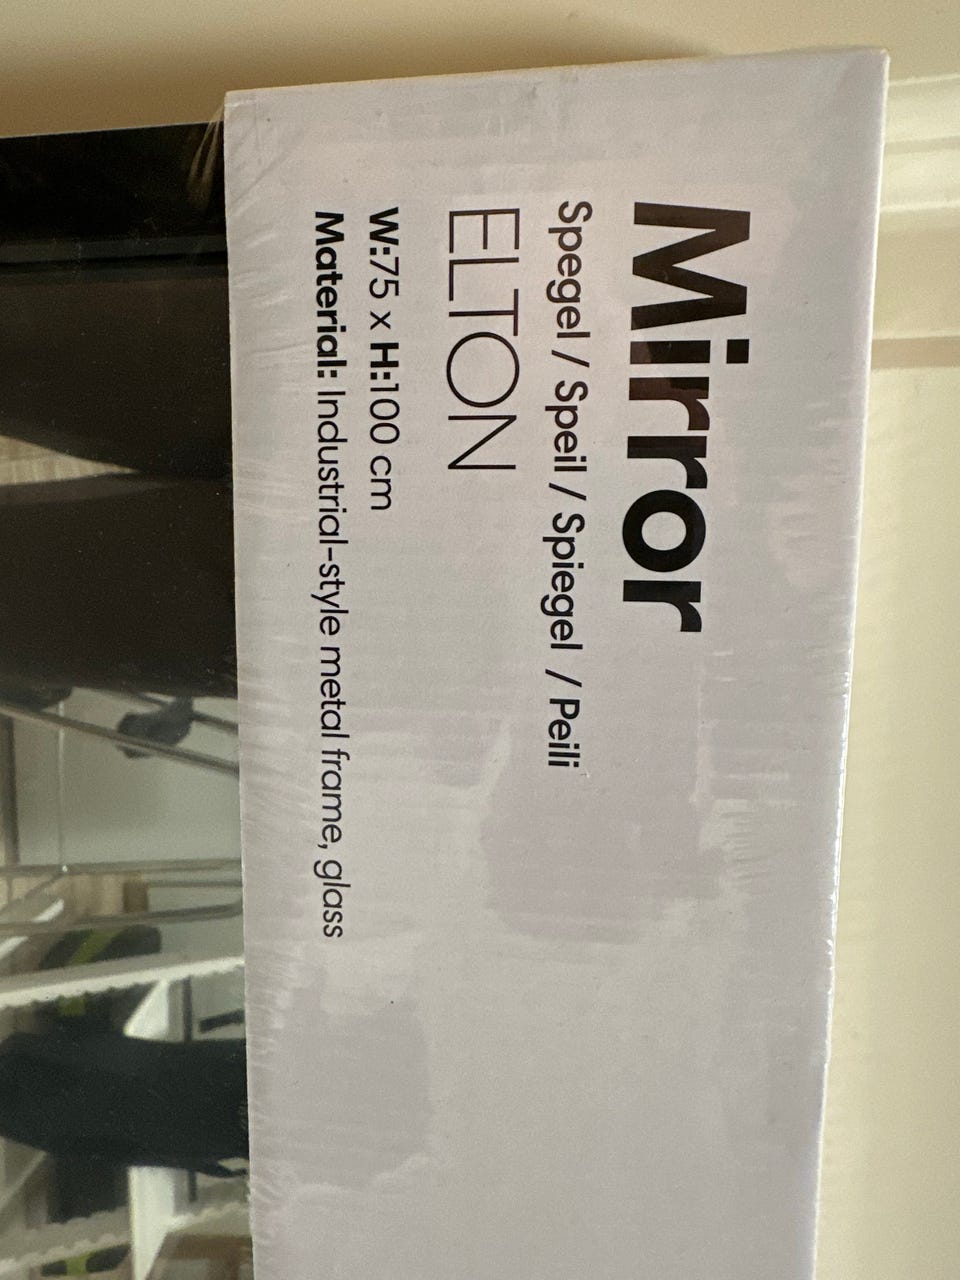 Mirror
Spegel / Speil / Spiegel / Peili
ELTON
W:75 x H:100 cm
Material: Industrial-style metal frame, glass